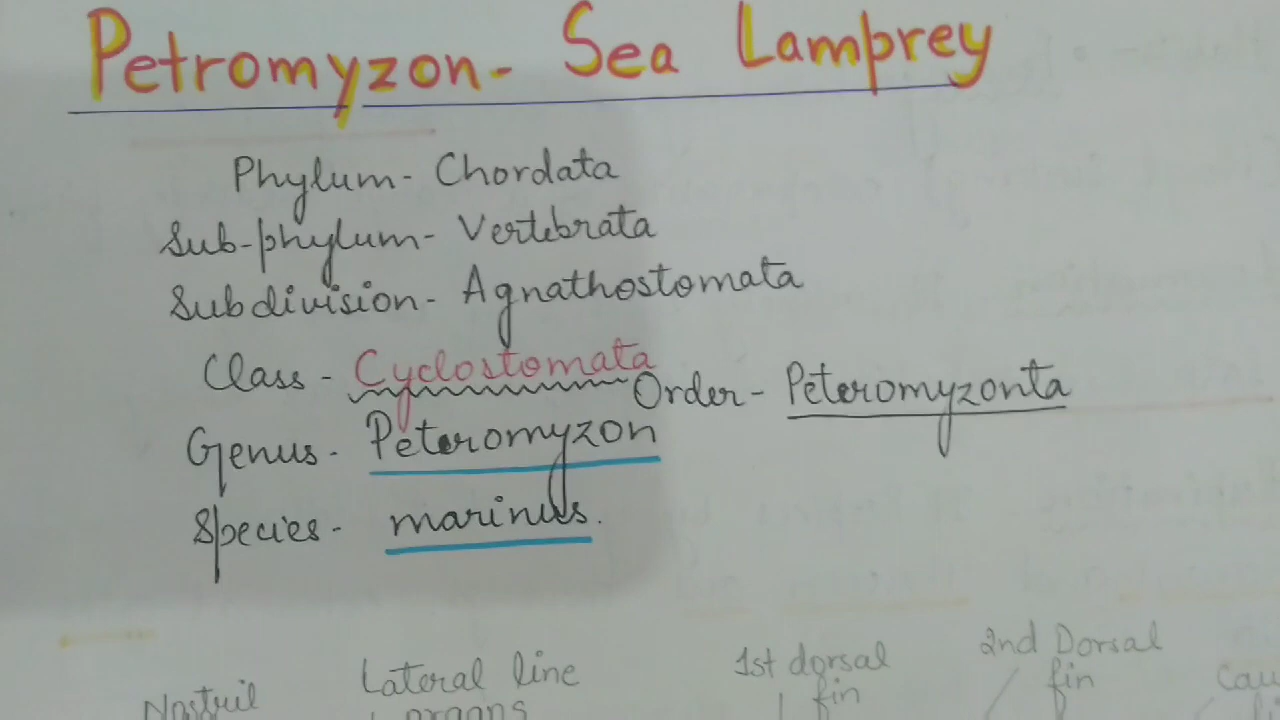 Petromyzon- Sea Lamprey
Phylum- Chordata
Sub-phylum- Vertebrata
Subdivision- Agnathostomata
Class- Cyclostomata
Order- Peteromyzonta
Genus- Peteromyzon
Species- marinus.
Nostril
Lateral line
organs
1st dorsal
fin
2nd Dorsal
fin